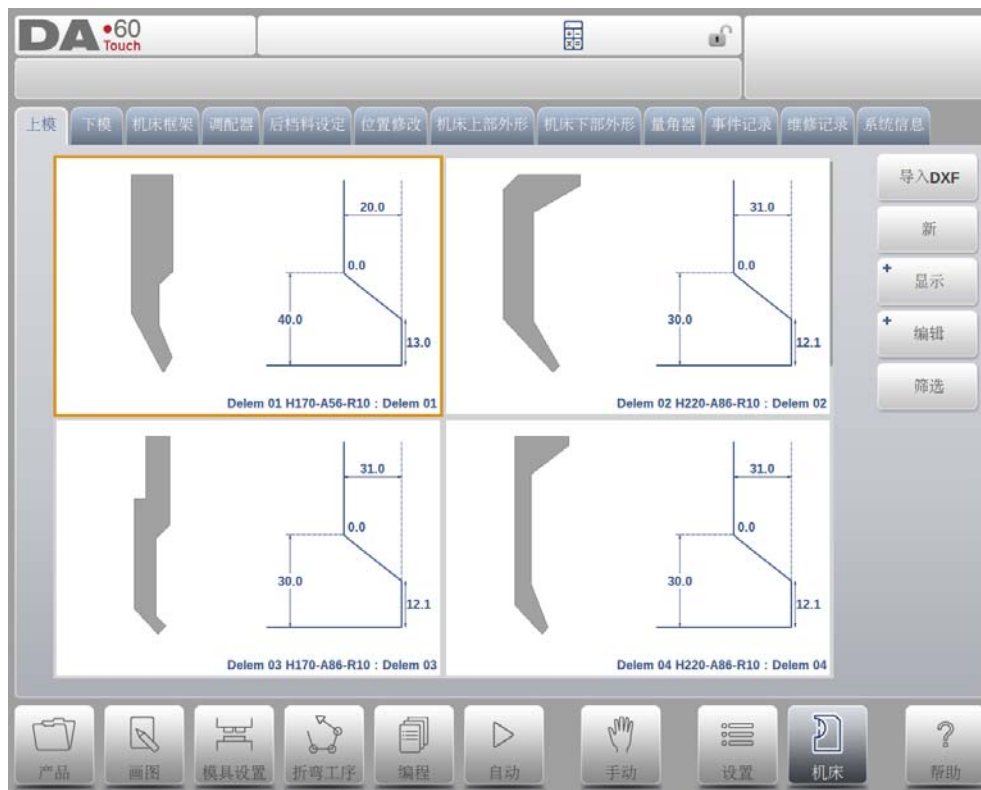 DA•60
Touch
上模 下模 机床框架 调配器 后档料设定 位置修改 机床上部外形 机床下部外形 量角器 事件记录 维修记录 系统信息
20.0
0.0
40.0
13.0
Delem 01 H170-A56-R10 : Delem 01
31.0
0.0
30.0
12.1
Delem 02 H220-A86-R10 : Delem 02
31.0
0.0
30.0
12.1
Delem 03 H170-A86-R10 : Delem 03
31.0
0.0
30.0
12.1
Delem 04 H220-A86-R10 : Delem 04
导入DXF
新
显示
编辑
筛选
产品 画图 模具设置 折弯工序 编程 自动 手动 设置 机床 帮助